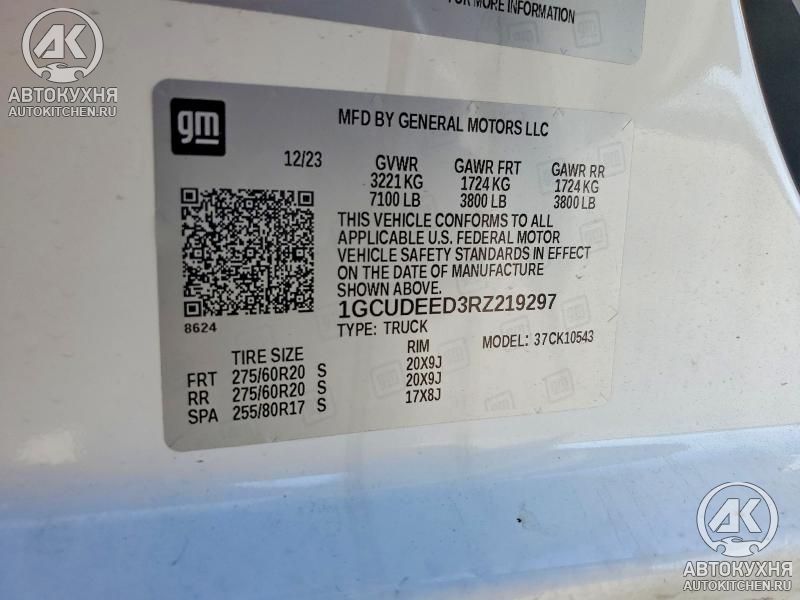 FOR MORE INFORMATION
AK
АВТОКУХНЯ
AUTOKITCHEN.RU
gm
MFD BY GENERAL MOTORS LLC
12/23 GVWR GAWR FRT GAWR RR
3221 KG 1724 KG 1724 KG
7100 LB 3800 LB 3800 LB
THIS VEHICLE CONFORMS TO ALL
APPLICABLE U.S. FEDERAL MOTOR
VEHICLE SAFETY STANDARDS IN EFFECT
ON THE DATE OF MANUFACTURE
SHOWN ABOVE.
1GCUDEED3RZ219297
8624
TYPE: TRUCK MODEL: 37CK10543
TIRE SIZE RIM
FRT 275/60R20 S 20X9J
RR 275/60R20 S 20X9J
SPA 255/80R17 S 17X8J
AK
АВТОКУХНЯ
AUTOKITCHEN.RU